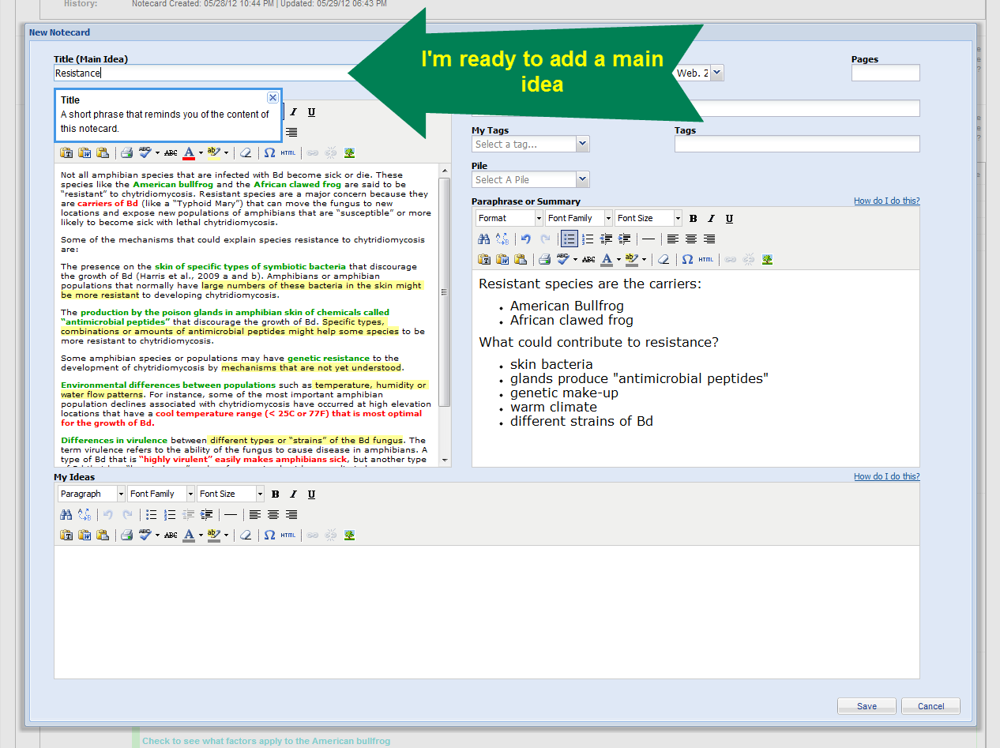 History: Notecard Created: 05/28/12 10:44 PM | Updated: 05/29/12 06:43 PM
New Notecard
Title (Main Idea)
Resistance
I'm ready to add a main
idea
Web. 2
Pages
Title
A short phrase that reminds you of the content of
this notecard.
I U
ABC ABC A ab Ω HTML
Not all amphibian species that are infected with Bd become sick or die. These
species like the American bullfrog and the African clawed frog are said to be
“resistant” to chytridiomycosis. Resistant species are a major concern because they
are carriers of Bd (like a “Typhoid Mary”) that can move the fungus to new
locations and expose new populations of amphibians that are “susceptible” or more
likely to become sick with lethal chytridiomycosis.
Some of the mechanisms that could explain species resistance to chytridiomycosis
are:
The presence on the skin of specific types of symbiotic bacteria that discourage
the growth of Bd (Harris et al., 2009 a and b). Amphibians or amphibian
populations that normally have large numbers of these bacteria in the skin might
be more resistant to developing chytridiomycosis.
The production by the poison glands in amphibian skin of chemicals called
“antimicrobial peptides” that discourage the growth of Bd. Specific types,
combinations or amounts of antimicrobial peptides might help some species to be
more resistant to chytridiomycosis.
Some amphibian species or populations may have genetic resistance to the
development of chytridiomycosis by mechanisms that are not yet understood.
Environmental differences between populations such as temperature, humidity or
water flow patterns. For instance, some of the most important amphibian
population declines associated with chytridiomycosis have occurred at high elevation
locations that have a cool temperature range (< 25C or 77F) that is most optimal
for the growth of Bd.
Differences in virulence between different types or “strains” of the Bd fungus. The
term virulence refers to the ability of the fungus to cause disease in amphibians. A
type of Bd that is “highly virulent” easily makes amphibians sick, but another type
My Tags
Select a tag...
Tags
Pile
Select A Pile
Paraphrase or Summary
How do I do this?
Format Font Family Font Size B I U
ABC ABC A ab Ω HTML
Resistant species are the carriers:
• American Bullfrog
• African clawed frog
What could contribute to resistance?
• skin bacteria
• glands produce "antimicrobial peptides"
• genetic make-up
• warm climate
• different strains of Bd
My Ideas
How do I do this?
Paragraph Font Family Font Size B I U
ABC ABC A ab Ω HTML
Save Cancel
Check to see what factors apply to the American bullfrog